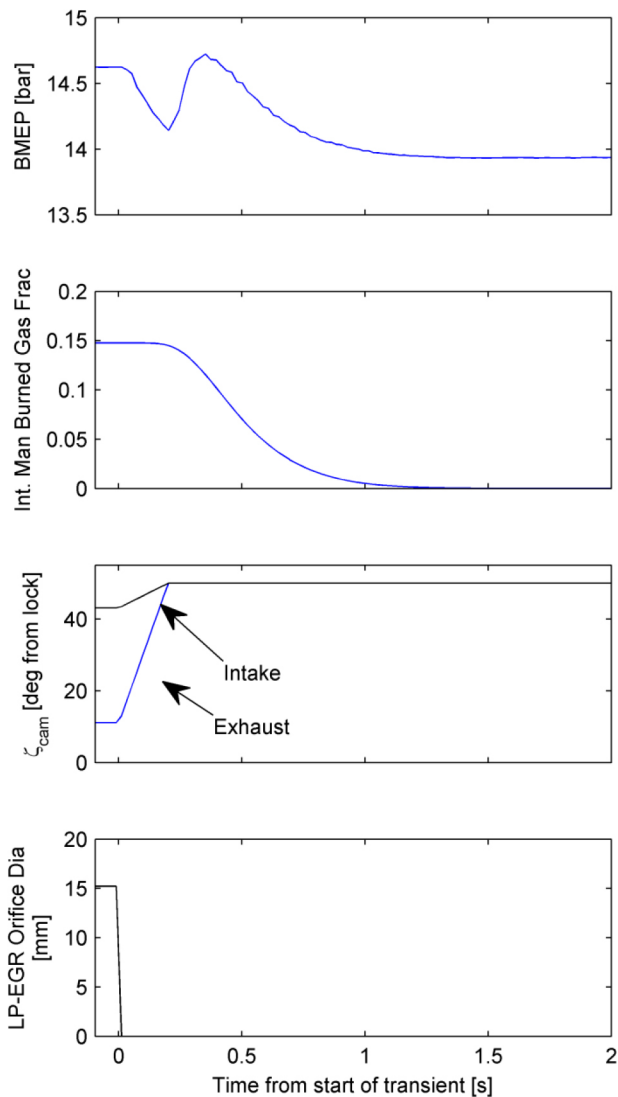 15
14.5
14
13.5
BMEP [bar]
0.2
0.15
0.1
0.05
0
Int. Man Burned Gas Frac
40
20
0
ζcam [deg from lock]
Intake
Exhaust
20
15
10
5
0
LP-EGR Orifice Dia
[mm]
0 0.5 1 1.5 2
Time from start of transient [s]